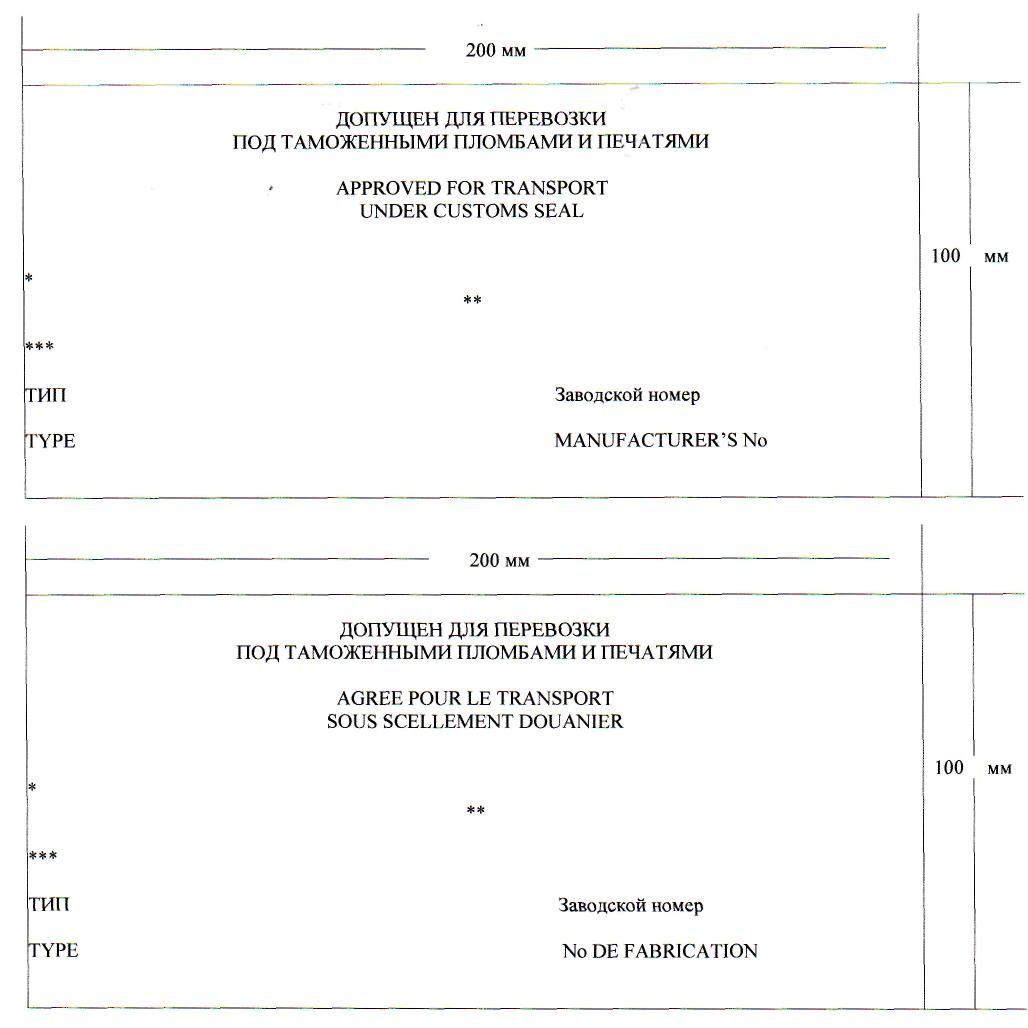 200 мм
ДОПУЩЕН ДЛЯ ПЕРЕВОЗКИ
ПОД ТАМОЖЕННЫМИ ПЛОМБАМИ И ПЕЧАТЯМИ
APPROVED FOR TRANSPORT
UNDER CUSTOMS SEAL
100 мм
*
**
***
ТИП Заводской номер
TYPE MANUFACTURER'S No
200 мм
ДОПУЩЕН ДЛЯ ПЕРЕВОЗКИ
ПОД ТАМОЖЕННЫМИ ПЛОМБАМИ И ПЕЧАТЯМИ
AGREE POUR LE TRANSPORT
SOUS SCELLEMENT DOUANIER
100 мм
*
**
***
ТИП Заводской номер
TYPE No DE FABRICATION